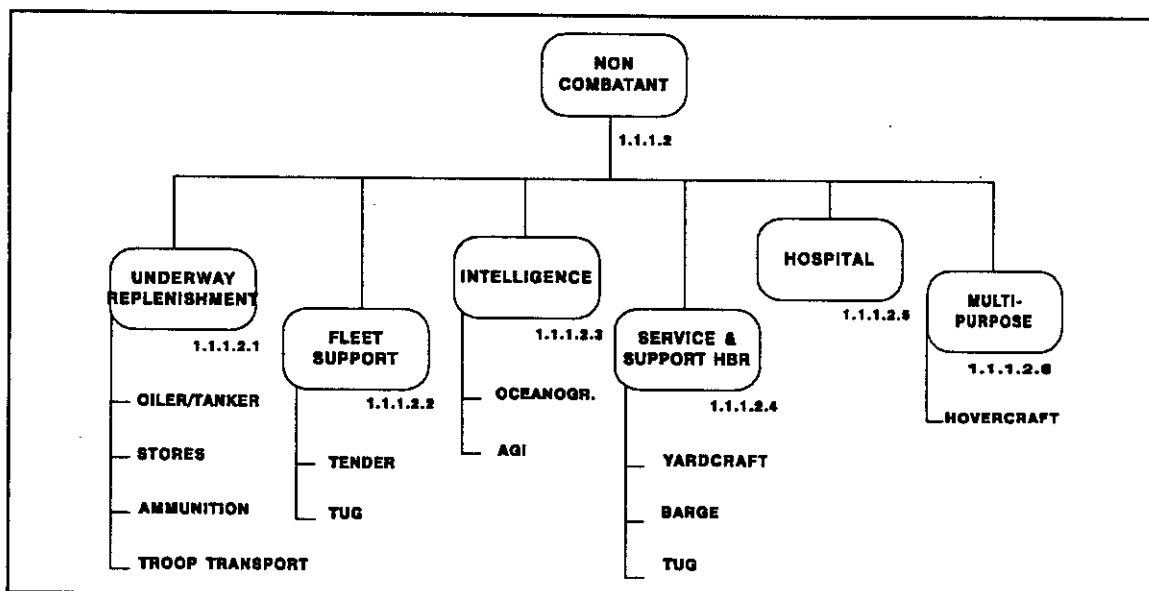 NON
COMBATANT
1.1.1.2
UNDERWAY
REPLENISHMENT
1.1.1.2.1
OILER/TANKER
STORES
AMMUNITION
TROOP TRANSPORT
FLEET
SUPPORT
1.1.1.2.2
TENDER
TUG
INTELLIGENCE
1.1.1.2.3
OCEANOGR.
AGI
SERVICE &
SUPPORT HBR
1.1.1.2.4
YARDCRAFT
BARGE
TUG
HOSPITAL
1.1.1.2.5
MULTI-
PURPOSE
1.1.1.2.6
HOVERCRAFT